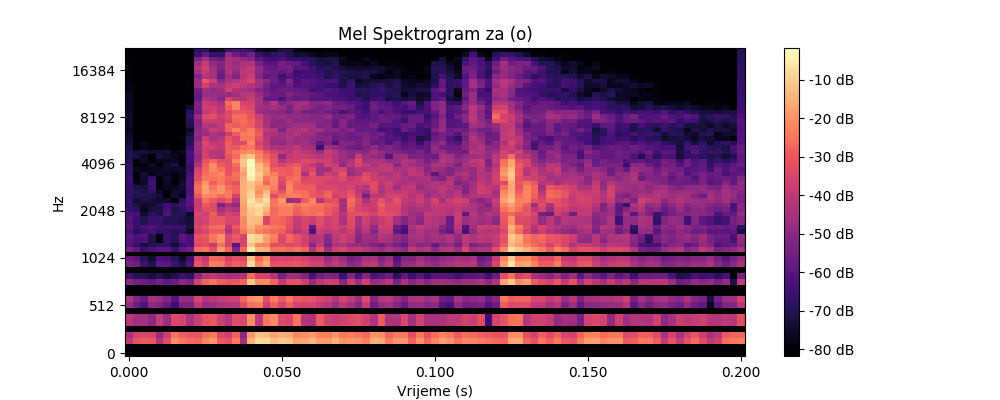 Mel Spektrogram za (o)
Hz
16384
8192
4096
2048
1024
512
0
0.000 0.050 0.100 0.150 0.200
Vrijeme (s)
-10 dB
-20 dB
-30 dB
-40 dB
-50 dB
-60 dB
-70 dB
-80 dB